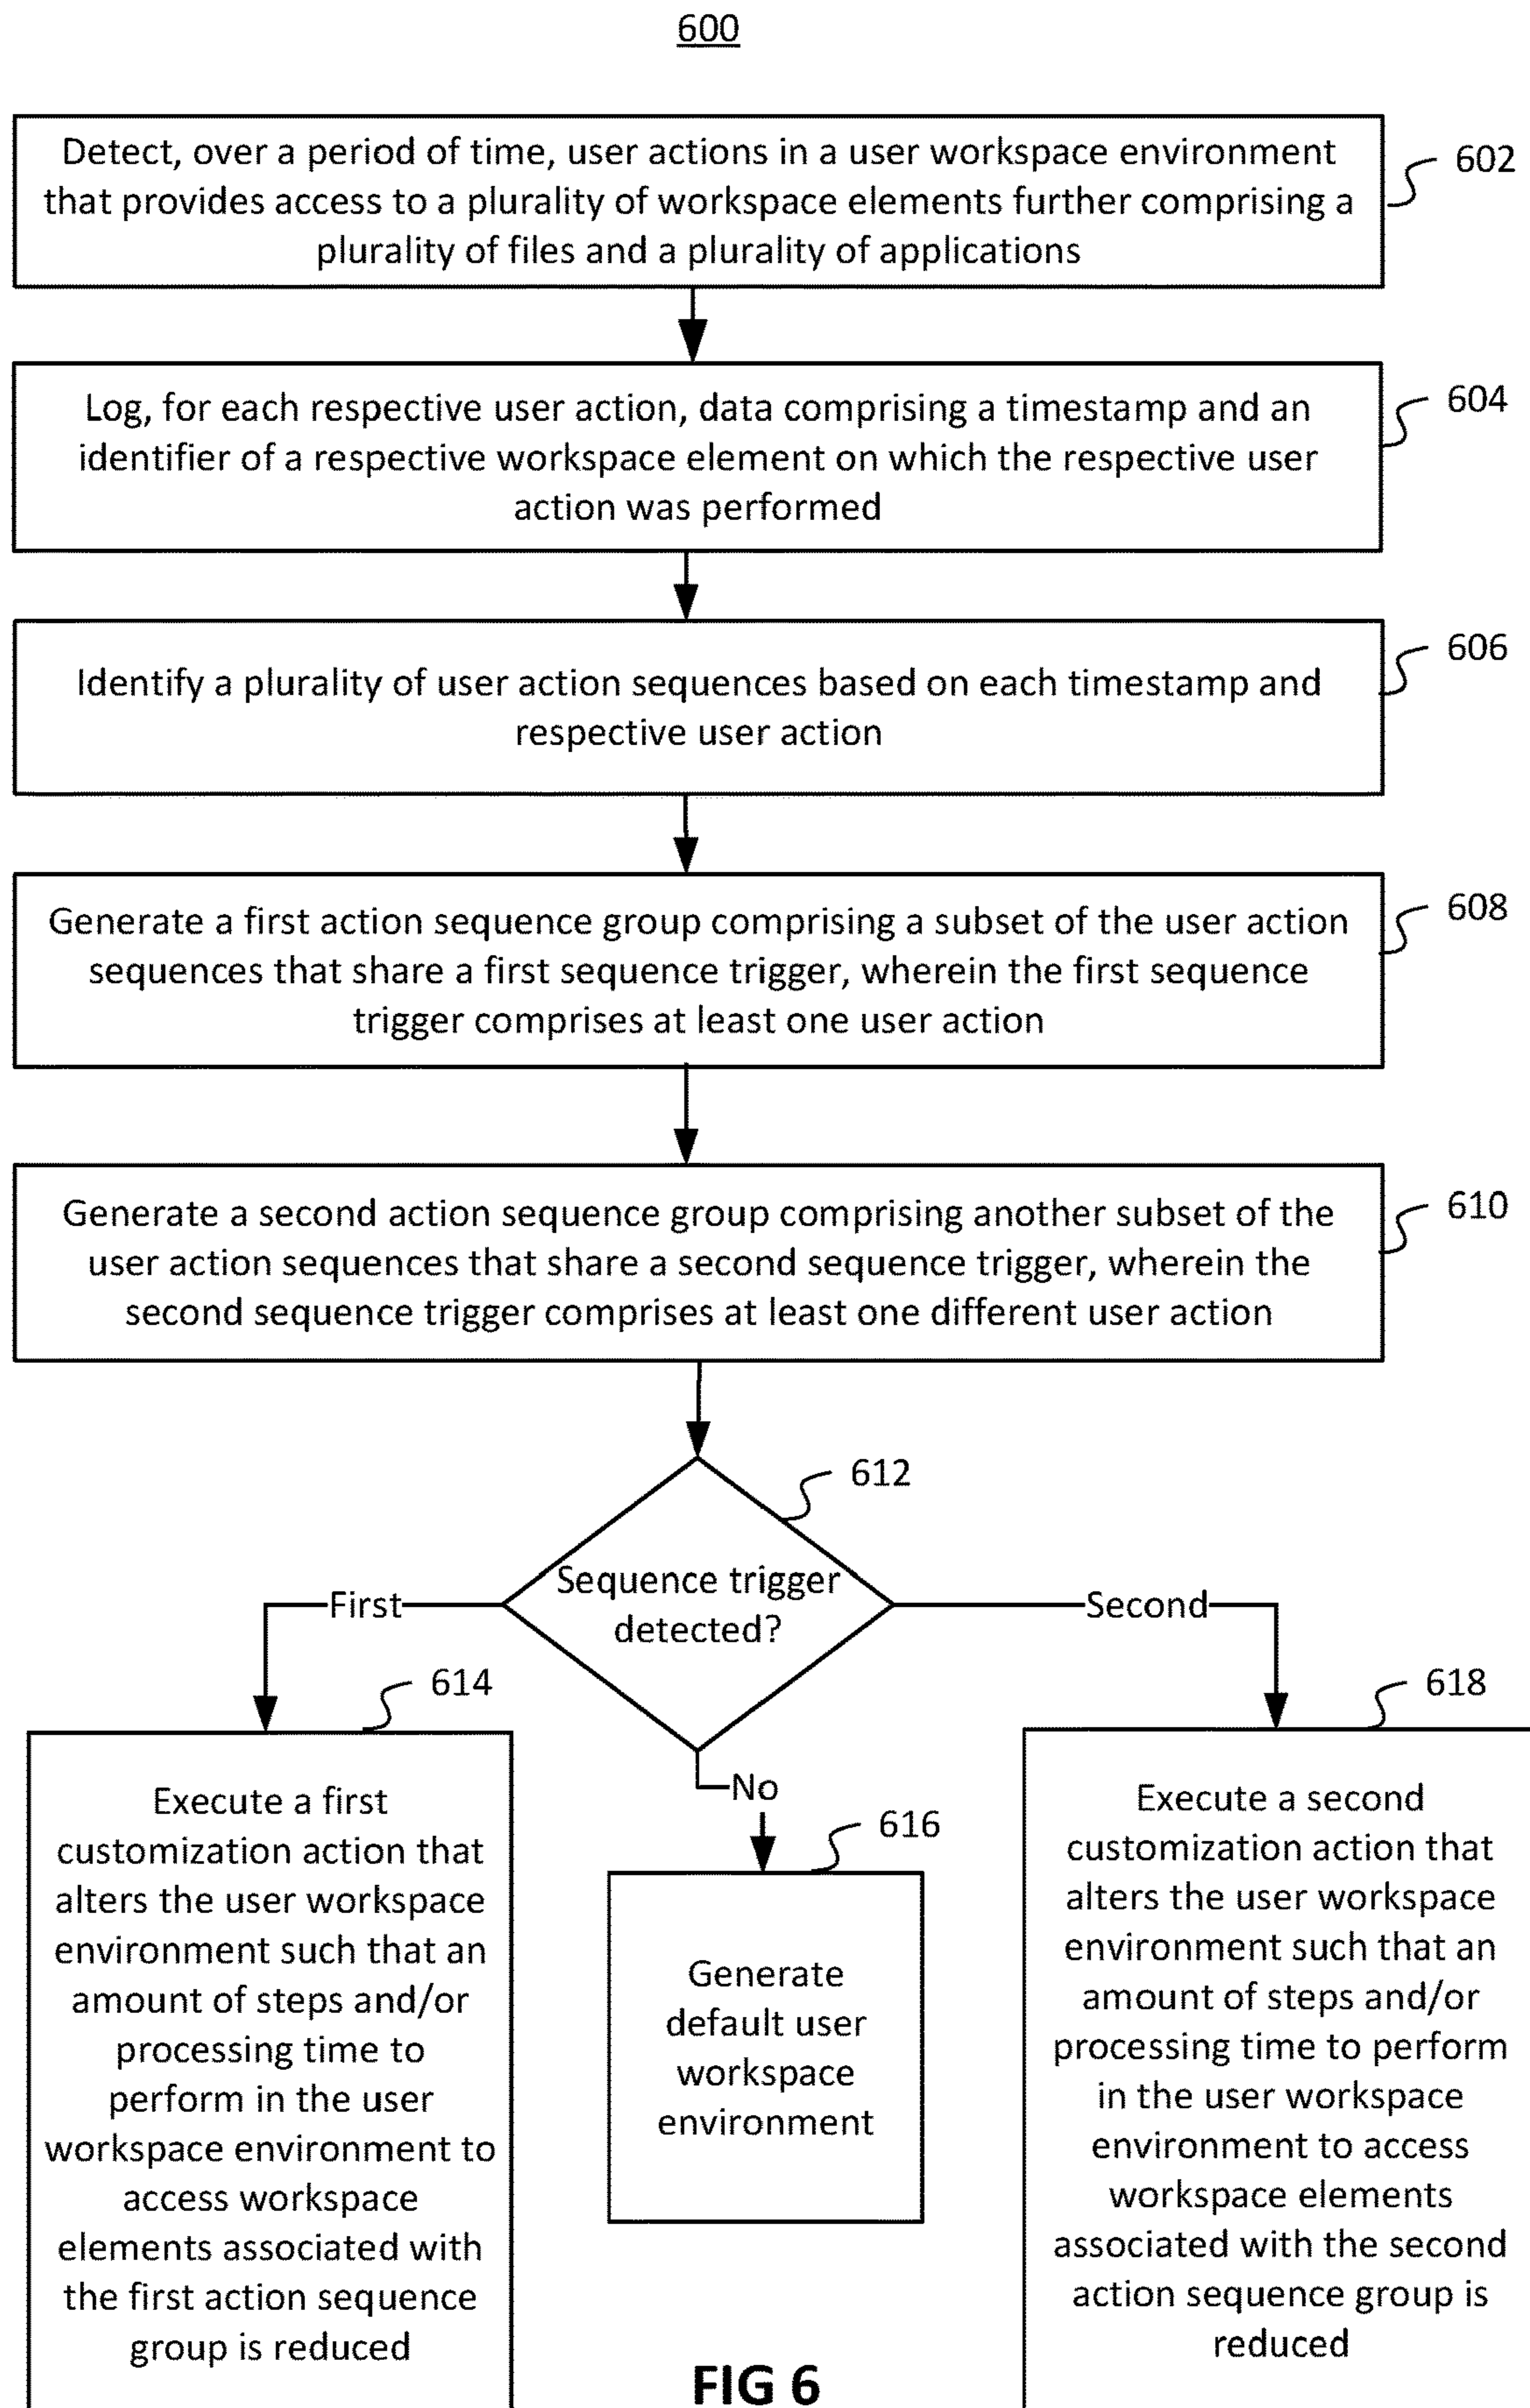 600
Detect, over a period of time, user actions in a user workspace environment
that provides access to a plurality of workspace elements further comprising a
plurality of files and a plurality of applications
602
Log, for each respective user action, data comprising a timestamp and an
identifier of a respective workspace element on which the respective user
action was performed
604
Identify a plurality of user action sequences based on each timestamp and
respective user action
606
Generate a first action sequence group comprising a subset of the user action
sequences that share a first sequence trigger, wherein the first sequence
trigger comprises at least one user action
608
Generate a second action sequence group comprising another subset of the
user action sequences that share a second sequence trigger, wherein the
second sequence trigger comprises at least one different user action
610
612
Sequence trigger
detected?
First
Second
No
614
Execute a first
customization action that
alters the user workspace
environment such that an
amount of steps and/or
processing time to
perform in the user
workspace environment to
access workspace
elements associated with
the first action sequence
group is reduced
616
Generate
default user
workspace
environment
618
Execute a second
customization action that
alters the user workspace
environment such that an
amount of steps and/or
processing time to perform
in the user workspace
environment to access
workspace elements
associated with the second
action sequence group is
reduced
FIG 6